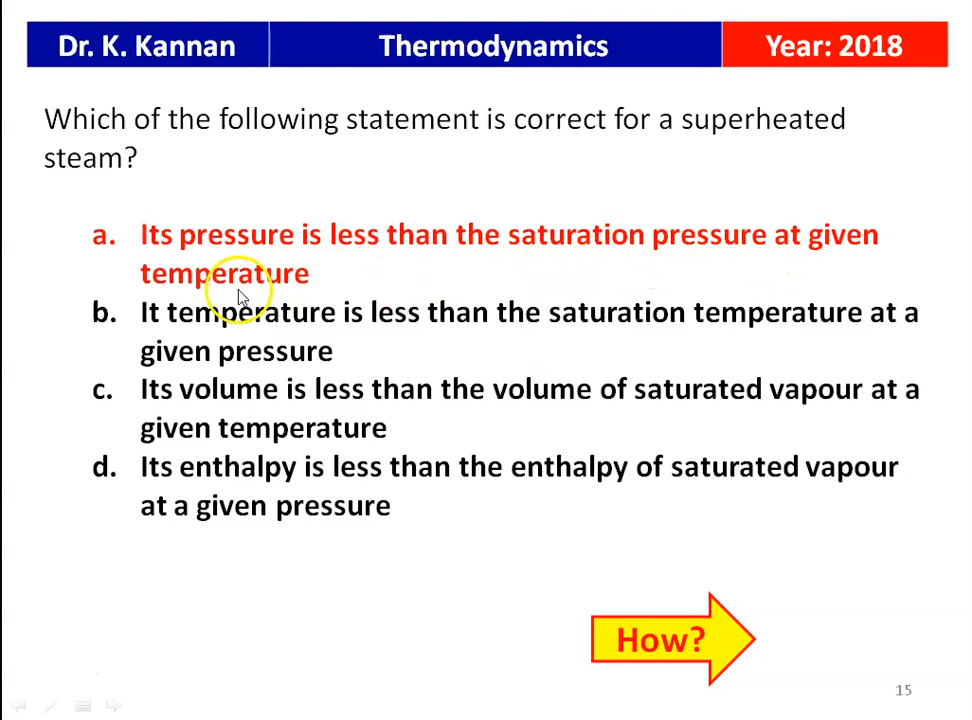 Dr. K. Kannan Thermodynamics Year: 2018
Which of the following statement is correct for a superheated
steam?
a. Its pressure is less than the saturation pressure at given
temperature
b. It temperature is less than the saturation temperature at a
given pressure
c. Its volume is less than the volume of saturated vapour at a
given temperature
d. Its enthalpy is less than the enthalpy of saturated vapour
at a given pressure
How?
15